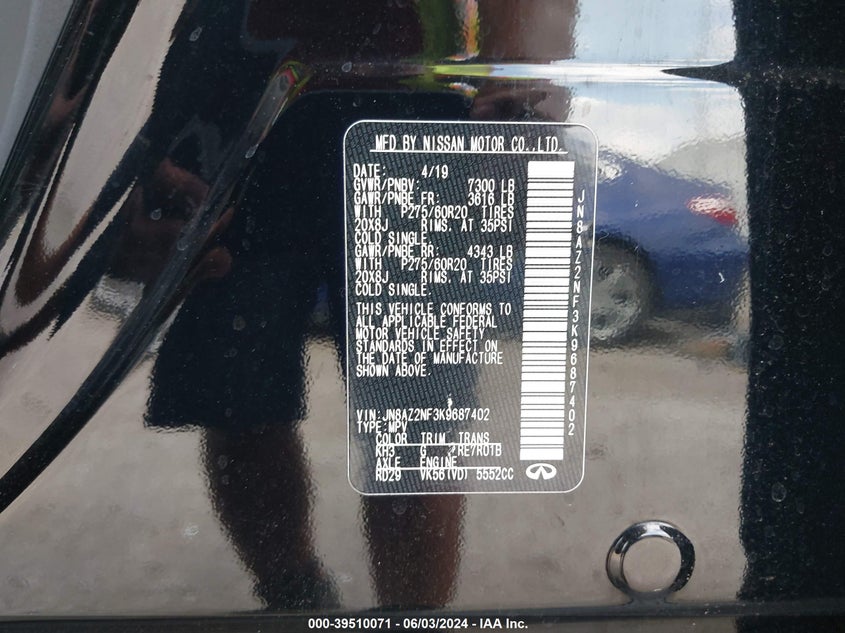 MFD BY NISSAN MOTOR CO.,LTD.
DATE: 4/19
GVWR/PNBV: 7300 LB
GAWR/PNBE FR: 3616 LB
WITH P275/60R20 TIRES
20X8J RIMS. AT 35PSI
COLD SINGLE.
GAWR/PNBE RR: 4343 LB
WITH P275/60R20 TIRES
20X8J RIMS. AT 35PSI
COLD SINGLE.
THIS VEHICLE CONFORMS TO
ALL APPLICABLE FEDERAL
MOTOR VEHICLE SAFETY
STANDARDS IN EFFECT ON
THE DATE OF MANUFACTURE
SHOWN ABOVE.
VIN: JN8AZ2NF3K9687402
TYPE: MPV
COLOR TRIM TRANS
KH3 G RE7R01B
AXLE ENGINE
RD29 VK56(VD) 5552CC
JN8AZ2NF3K9687402
000-39510071 - 06/03/2024 - IAA Inc.